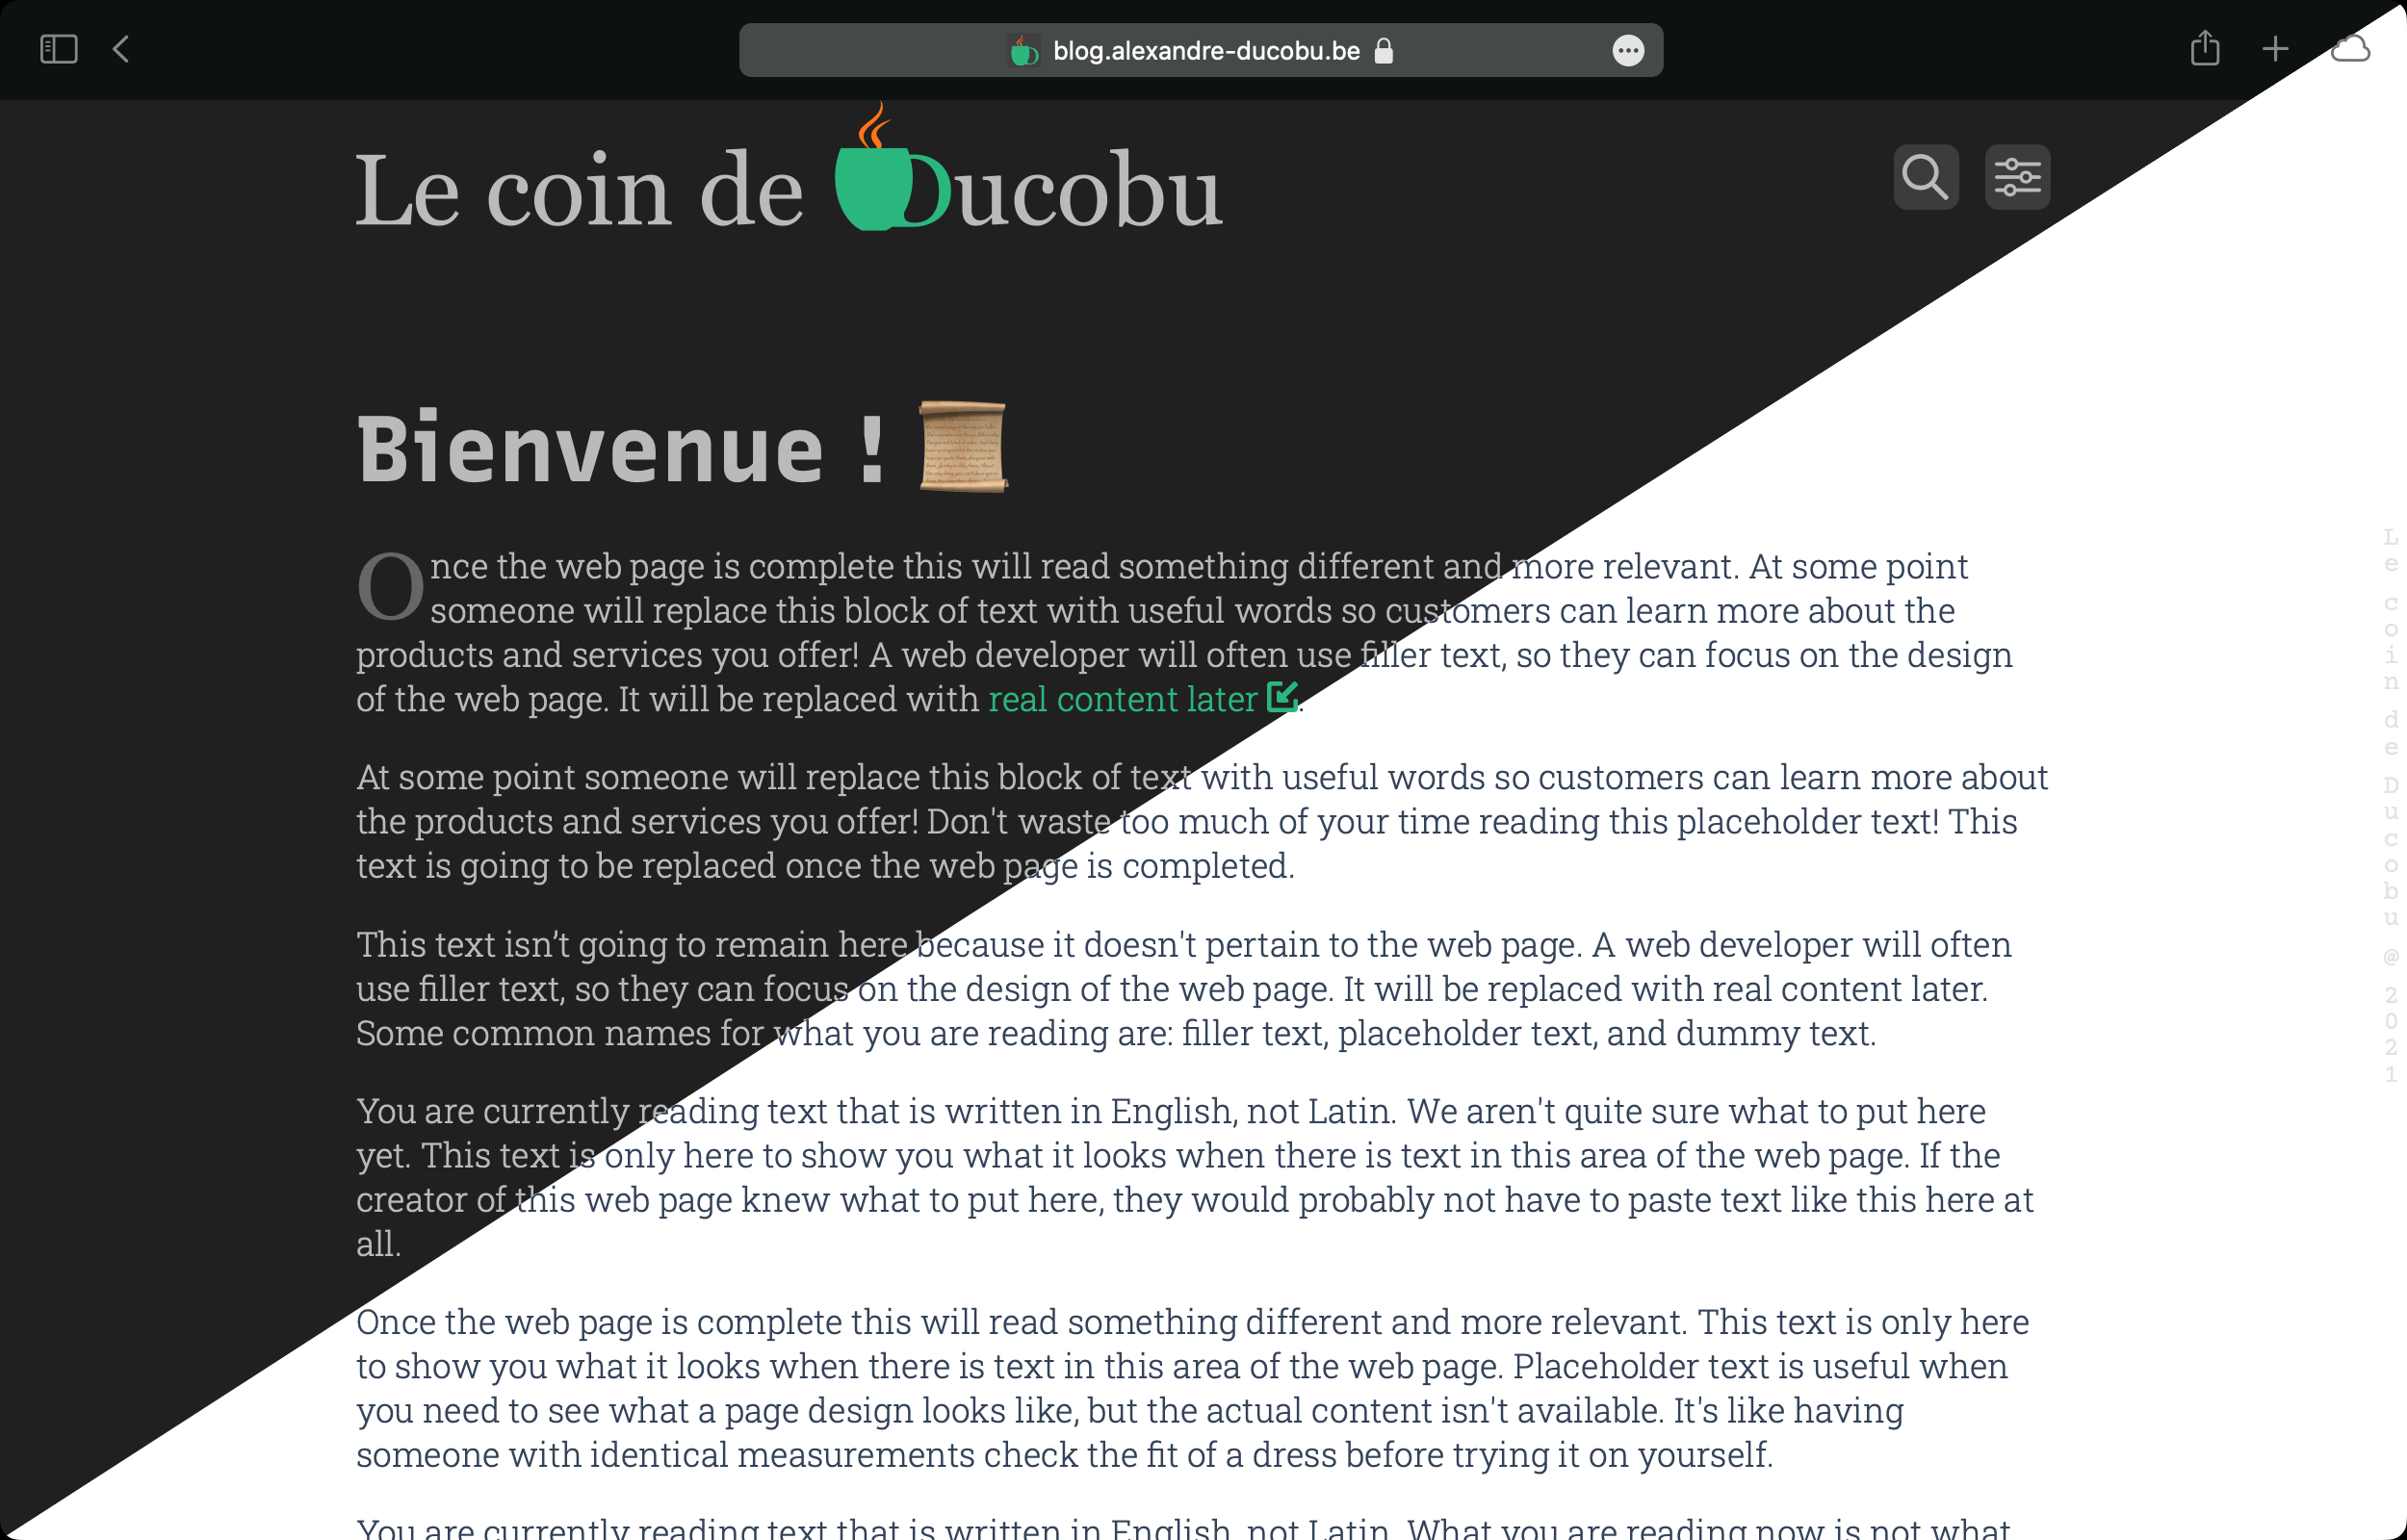 blog.alexandre-ducobu.be
Le coin de Ducobu
Bienvenue !
Once the web page is complete this will read something different and more relevant. At some point
someone will replace this block of text with useful words so customers can learn more about the
products and services you offer! A web developer will often use filler text, so they can focus on the design
of the web page. It will be replaced with real content later.
At some point someone will replace this block of text with useful words so customers can learn more about
the products and services you offer! Don't waste too much of your time reading this placeholder text! This
text is going to be replaced once the web page is completed.
This text isn’t going to remain here because it doesn't pertain to the web page. A web developer will often
use filler text, so they can focus on the design of the web page. It will be replaced with real content later.
Some common names for what you are reading are: filler text, placeholder text, and dummy text.
You are currently reading text that is written in English, not Latin. We aren't quite sure what to put here
yet. This text is only here to show you what it looks when there is text in this area of the web page. If the
creator of this web page knew what to put here, they would probably not have to paste text like this here at
all.
Once the web page is complete this will read something different and more relevant. This text is only here
to show you what it looks when there is text in this area of the web page. Placeholder text is useful when
you need to see what a page design looks like, but the actual content isn't available. It's like having
someone with identical measurements check the fit of a dress before trying it on yourself.
You are currently reading text that is written in English, not Latin. What you are reading now is not what
Le coin de Ducobu @ 2021